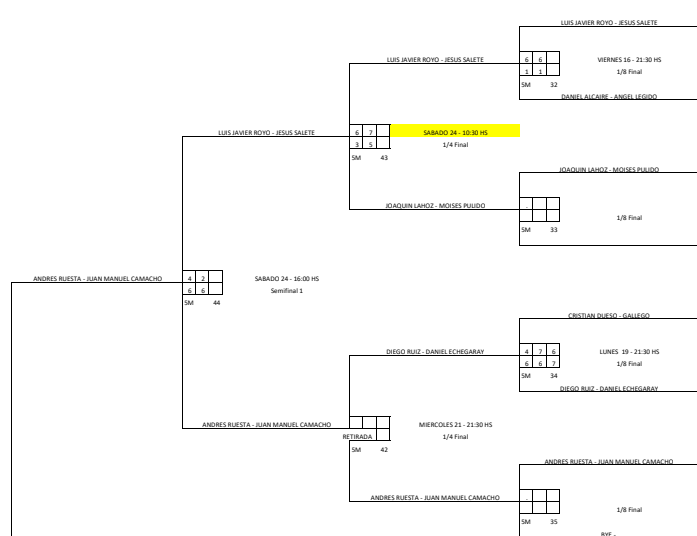 LUIS JAVIER ROYO - JESUS SALETE
LUIS JAVIER ROYO - JESUS SALETE
6 6
VIERNES 16 - 21:30 HS
1 1
1/8 Final
SM 32
DANIEL ALCAIRE - ANGEL LEGIDO
LUIS JAVIER ROYO - JESUS SALETE
6 7
SABADO 24 - 10:30 HS
3 5
1/4 Final
SM 43
JOAQUIN LAHOZ - MOISES PULIDO
JOAQUIN LAHOZ - MOISES PULIDO
1/8 Final
SM 33
ANDRES RUESTA - JUAN MANUEL CAMACHO
4 2
SABADO 24 - 16:00 HS
6 6
Semifinal 1
SM 44
CRISTIAN DUESO - GALLEGO
DIEGO RUIZ - DANIEL ECHEGARAY
4 7 6
LUNES 19 - 21:30 HS
6 6 7
1/8 Final
SM 34
DIEGO RUIZ - DANIEL ECHEGARAY
ANDRES RUESTA - JUAN MANUEL CAMACHO
MIERCOLES 21 - 21:30 HS
RETIRADA
1/4 Final
SM 42
ANDRES RUESTA - JUAN MANUEL CAMACHO
ANDRES RUESTA - JUAN MANUEL CAMACHO
1/8 Final
SM 35
BYE -